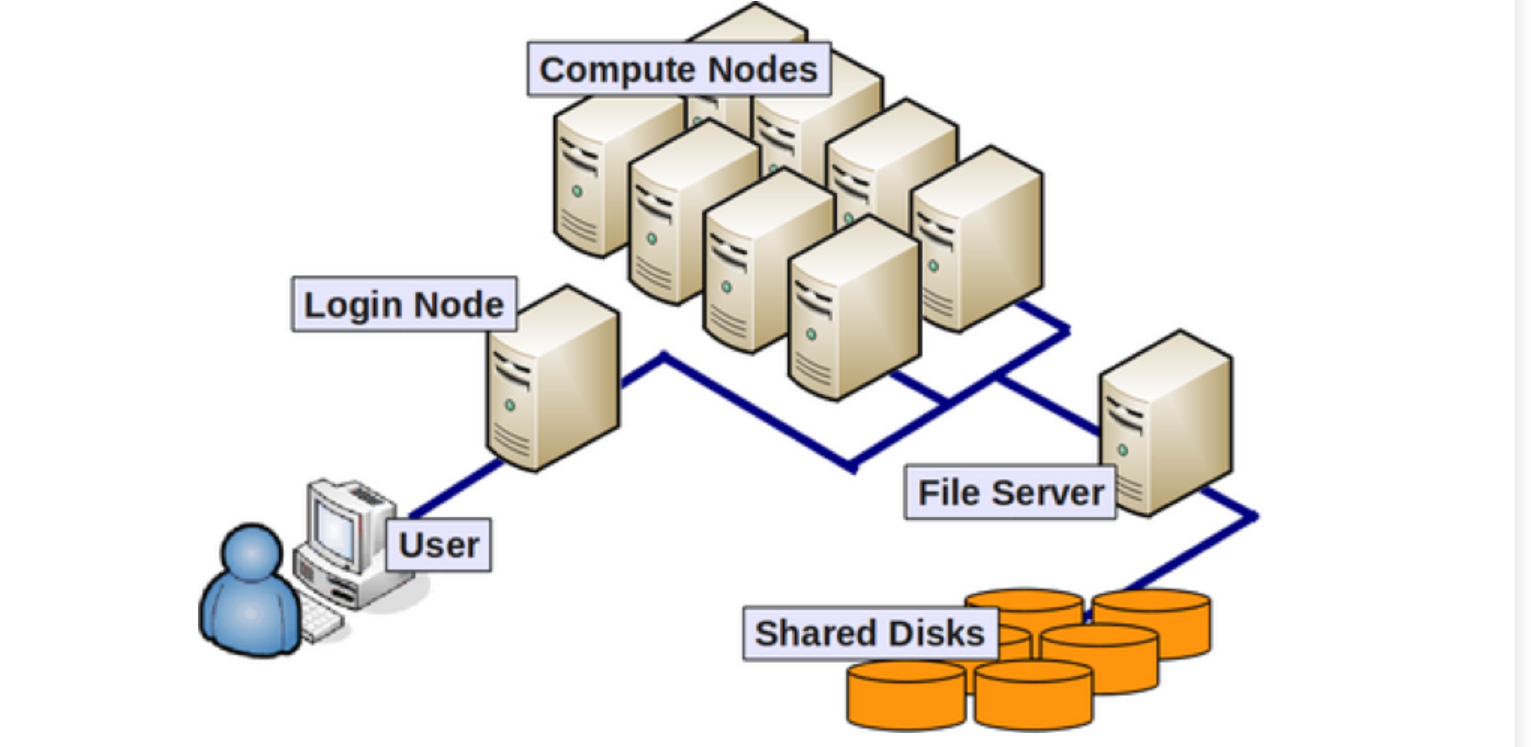 Compute Nodes
Login Node
File Server
User
Shared Disks